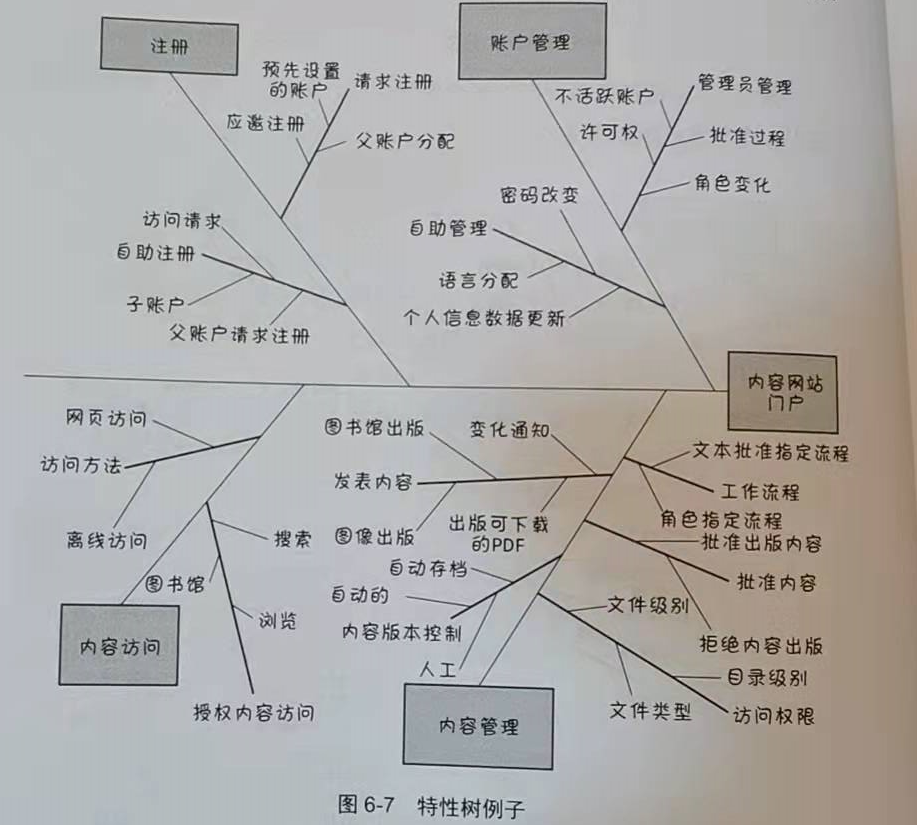 注册
账户管理
预先设置
的账户
请求注册
应邀注册
父账户分配
不活跃账户
管理员管理
许可权
批准过程
角色变化
访问请求
自助注册
子账户
父账户请求注册
密码改变
自助管理
语言分配
个人信息数据更新
内容网站
门户
网页访问
访问方法
离线访问
搜索
图书馆
浏览
授权内容访问
内容访问
图书馆出版
变化通知
发表内容
图像出版
出版可下载
的PDF
文本批准指定流程
工作流程
角色指定流程
批准出版内容
批准内容
拒绝内容出版
自动存档
自动的
内容版本控制
人工
文件级别
目录级别
文件类型
访问权限
内容管理
图 6-7 特性树例子